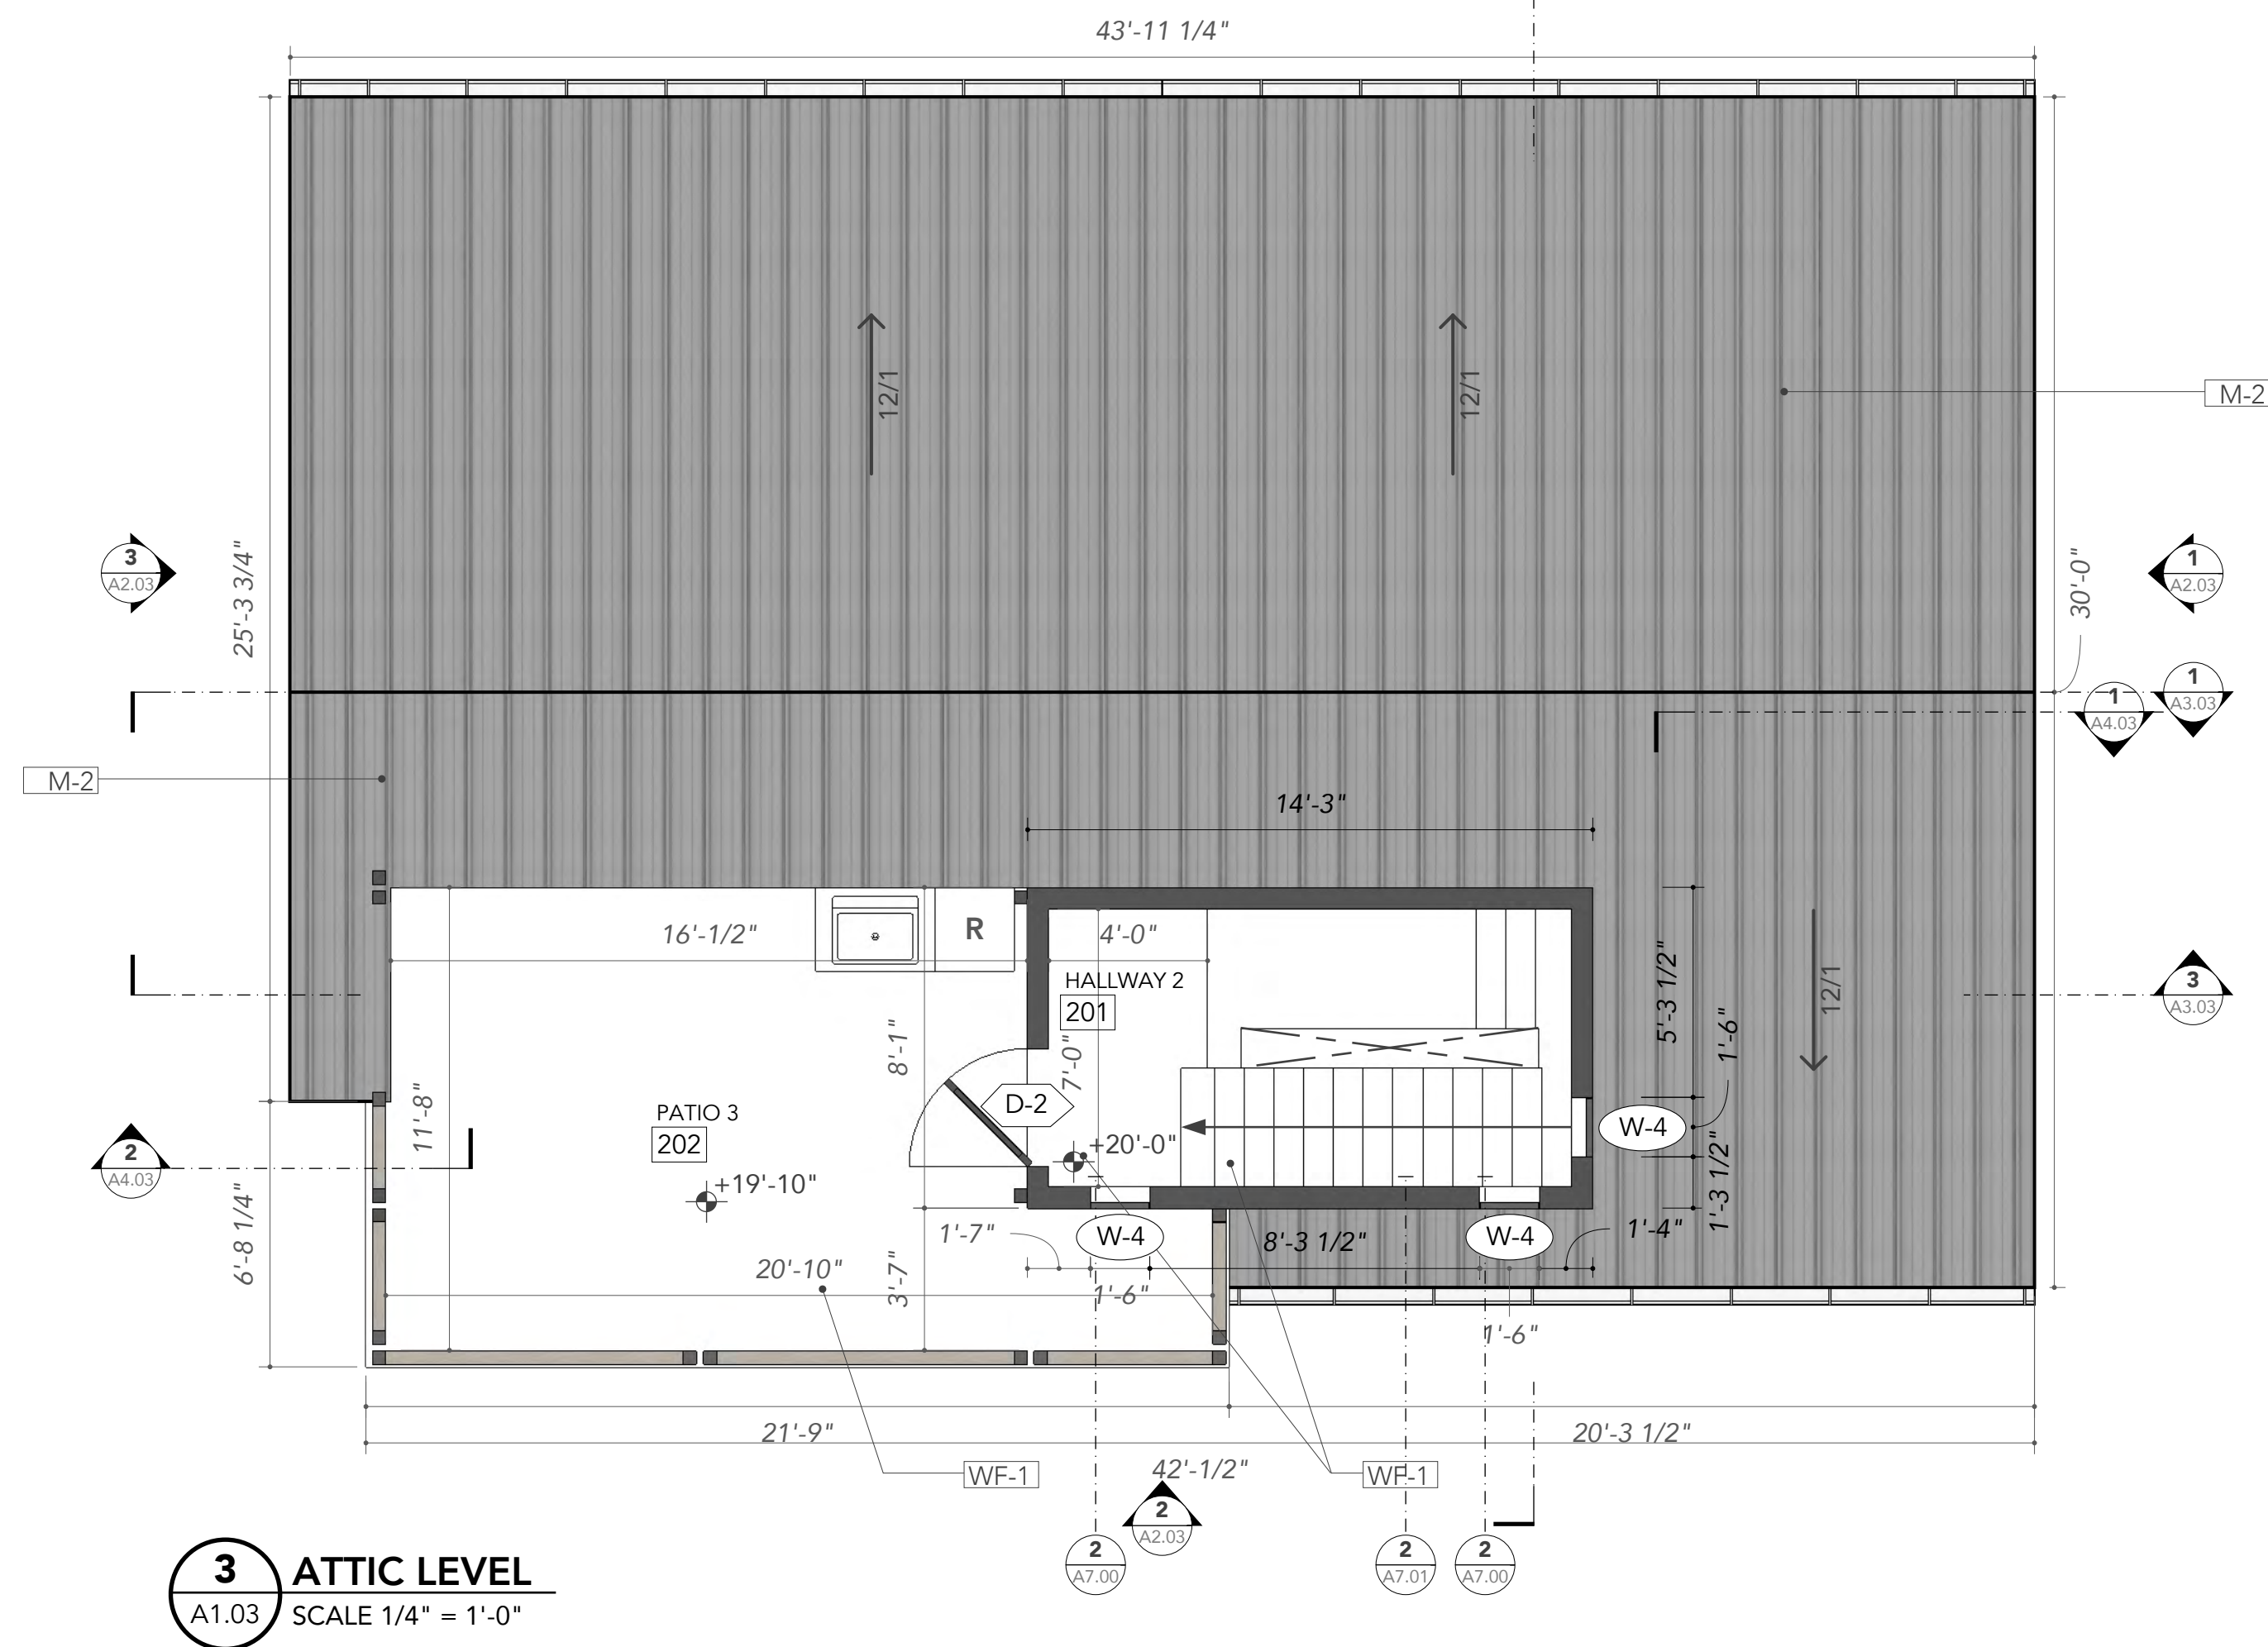 43'-11 1/4"
12/1
12/1
M-2
3
A2.03
25'-3 3/4"
1
A2.03
30'-0"
1
A3.03
1
A4.03
M-2
14'-3"
16'-1/2"
R
4'-0"
HALLWAY 2
201
5'-3 1/2"
12/1
3
A3.03
8'-1"
7'-0"
1'-6"
11'-8"
PATIO 3
202
D-2
W-4
2
A4.03
+20'-0"
+19'-10"
1'-3 1/2"
6'-8 1/4"
1'-7"
W-4
8'-3 1/2"
W-4
1'-4"
20'-10"
3'-7"
1'-6"
1'-6"
21'-9"
20'-3 1/2"
WF-1
42'-1/2"
WF-1
2
A2.03
2
A7.00
2
A7.01
2
A7.00
3
A1.03
ATTIC LEVEL
SCALE 1/4" = 1'-0"